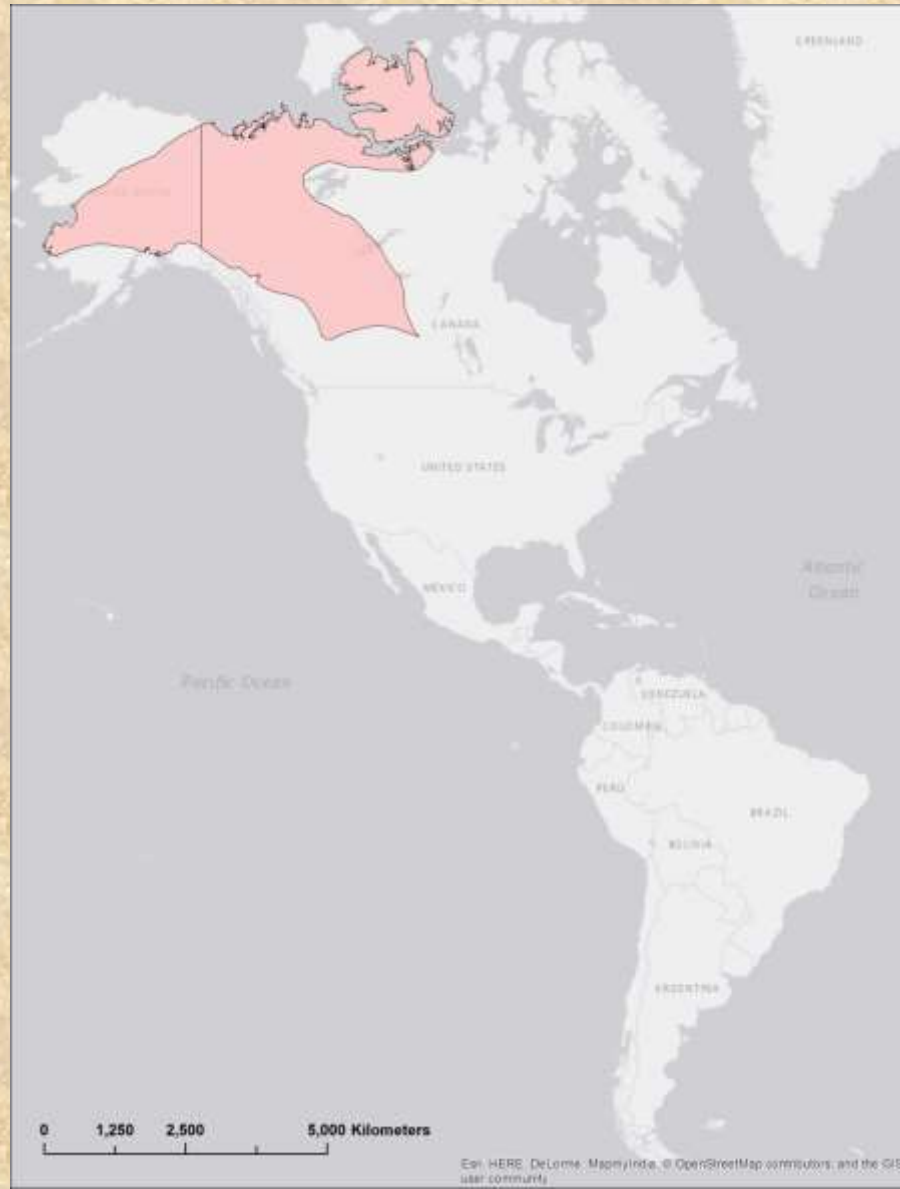 GREENLAND
CANADA
UNITED STATES
MEXICO
Atlantic
Ocean
Pacific Ocean
VENEZUELA
COLOMBIA
PERU
BRAZIL
BOLIVIA
ARGENTINA
0 1,250 2,500 5,000 Kilometers
Esri, HERE, DeLorme, MapmyIndia, © OpenStreetMap contributors, and the GIS
user community